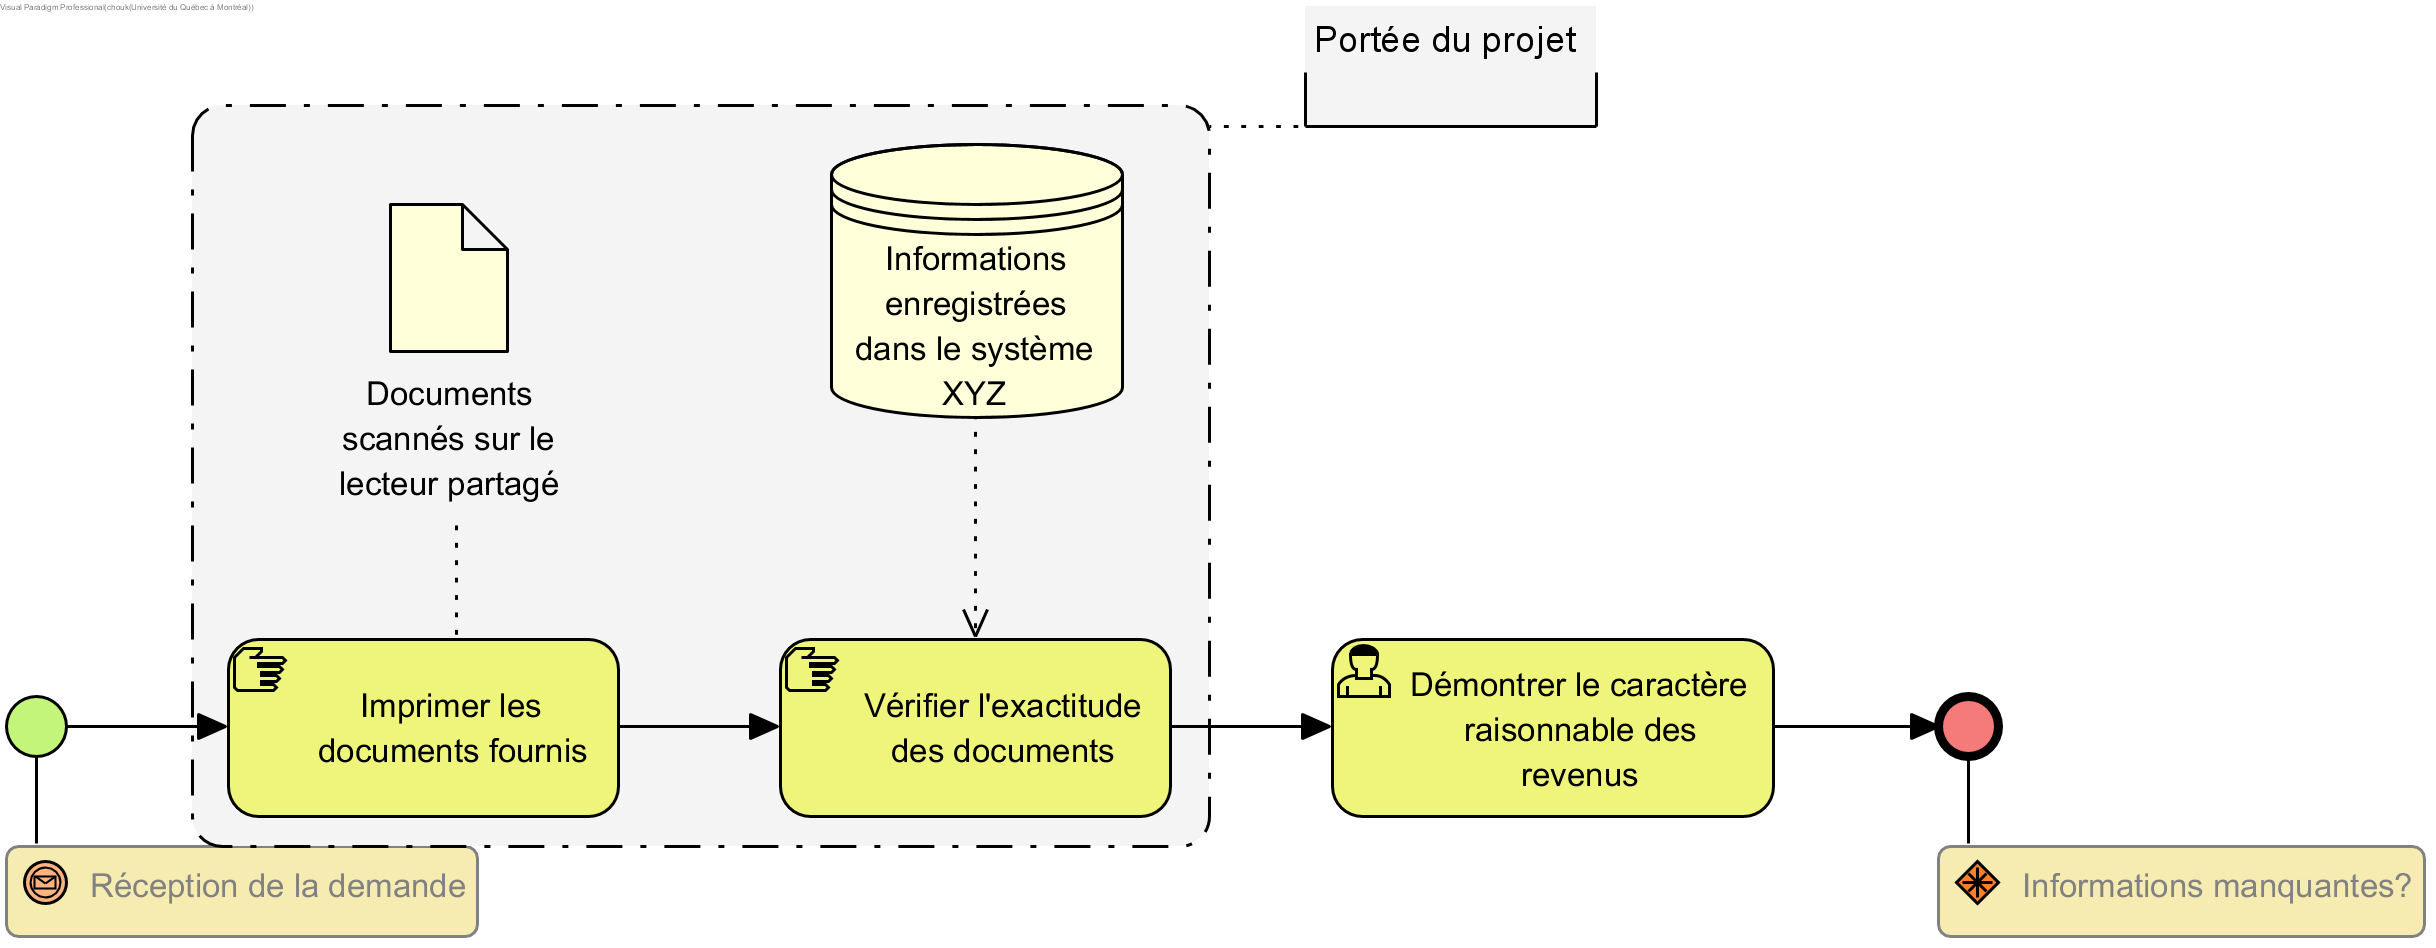 Visual Paradigm Professional(chouk(Université du Québec à Montréal))
Portée du projet
Informations
enregistrées
dans le système
XYZ
Documents
scannés sur le
lecteur partagé
Imprimer les
documents fournis
Vérifier l'exactitude
des documents
Démontrer le caractère
raisonnable des
revenus
Réception de la demande
Informations manquantes?